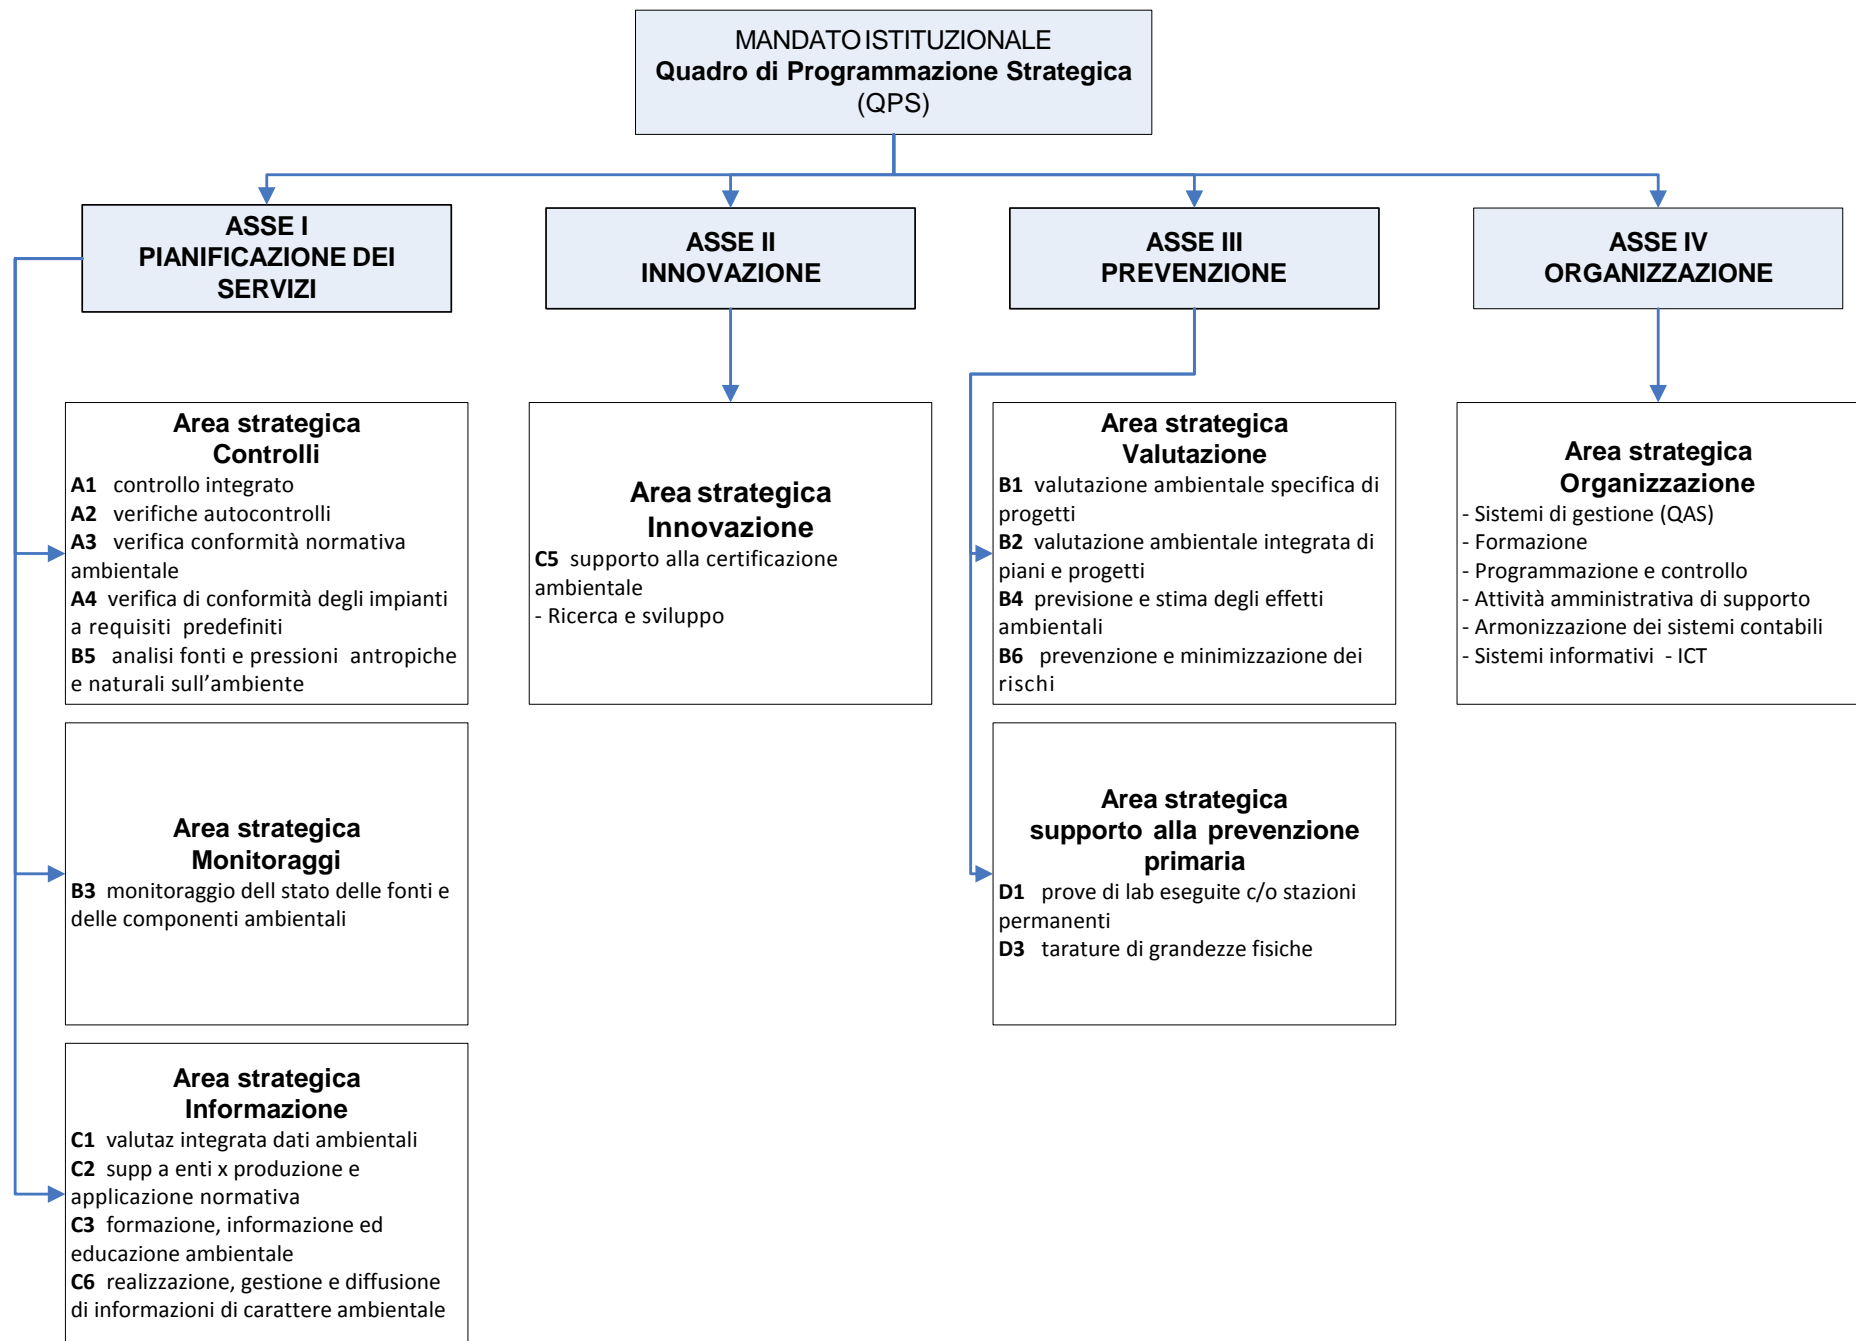 MANDATO ISTITUZIONALE
Quadro di Programmazione Strategica
(QPS)
ASSE I
PIANIFICAZIONE DEI
SERVIZI
ASSE II
INNOVAZIONE
ASSE III
PREVENZIONE
ASSE IV
ORGANIZZAZIONE
Area strategica
Controlli
A1 controllo integrato
A2 verifiche autocontrolli
A3 verifica conformità normativa
ambientale
A4 verifica di conformità degli impianti
a requisiti predefiniti
B5 analisi fonti e pressioni antropiche
e naturali sull’ambiente
Area strategica
Innovazione
C5 supporto alla certificazione
ambientale
- Ricerca e sviluppo
Area strategica
Valutazione
B1 valutazione ambientale specifica di
progetti
B2 valutazione ambientale integrata di
piani e progetti
B4 previsione e stima degli effetti
ambientali
B6 prevenzione e minimizzazione dei
rischi
Area strategica
Organizzazione
- Sistemi di gestione (QAS)
- Formazione
- Programmazione e controllo
- Attività amministrativa di supporto
- Armonizzazione dei sistemi contabili
- Sistemi informativi - ICT
Area strategica
Monitoraggi
B3 monitoraggio dell stato delle fonti e
delle componenti ambientali
Area strategica
supporto alla prevenzione
primaria
D1 prove di lab eseguite c/o stazioni
permanenti
D3 tarature di grandezze fisiche
Area strategica
Informazione
C1 valutaz integrata dati ambientali
C2 supp a enti x produzione e
applicazione normativa
C3 formazione, informazione ed
educazione ambientale
C6 realizzazione, gestione e diffusione
di informazioni di carattere ambientale